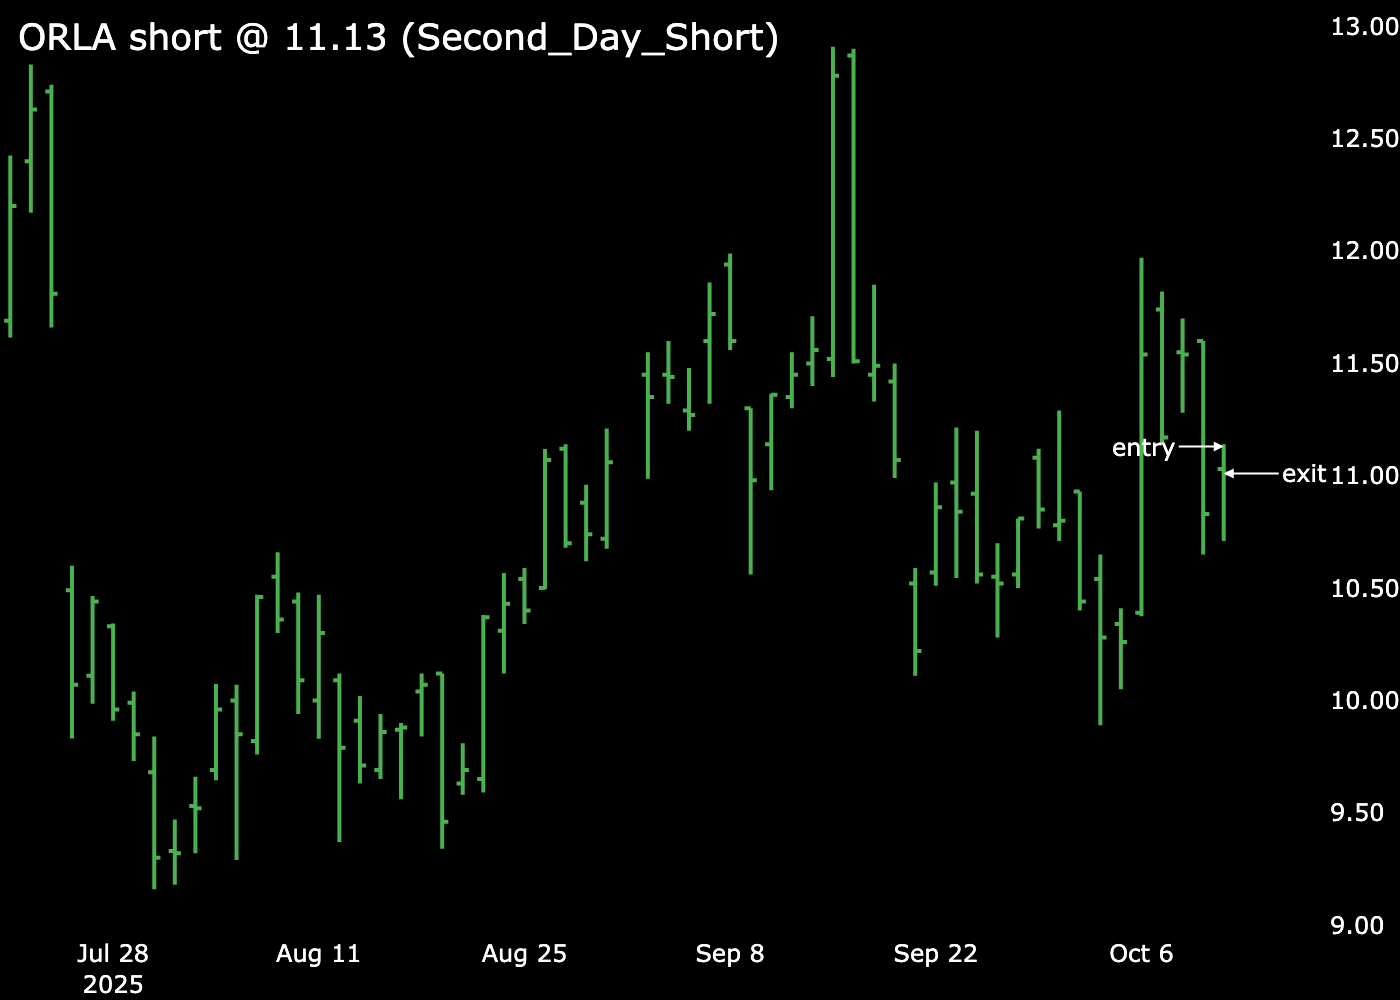 ORLA short @ 11.13 (Second_Day_Short)
13.00
12.50
12.00
11.50
entry
exit
11.00
10.50
10.00
9.50
9.00
Jul 28
2025
Aug 11
Aug 25
Sep 8
Sep 22
Oct 6